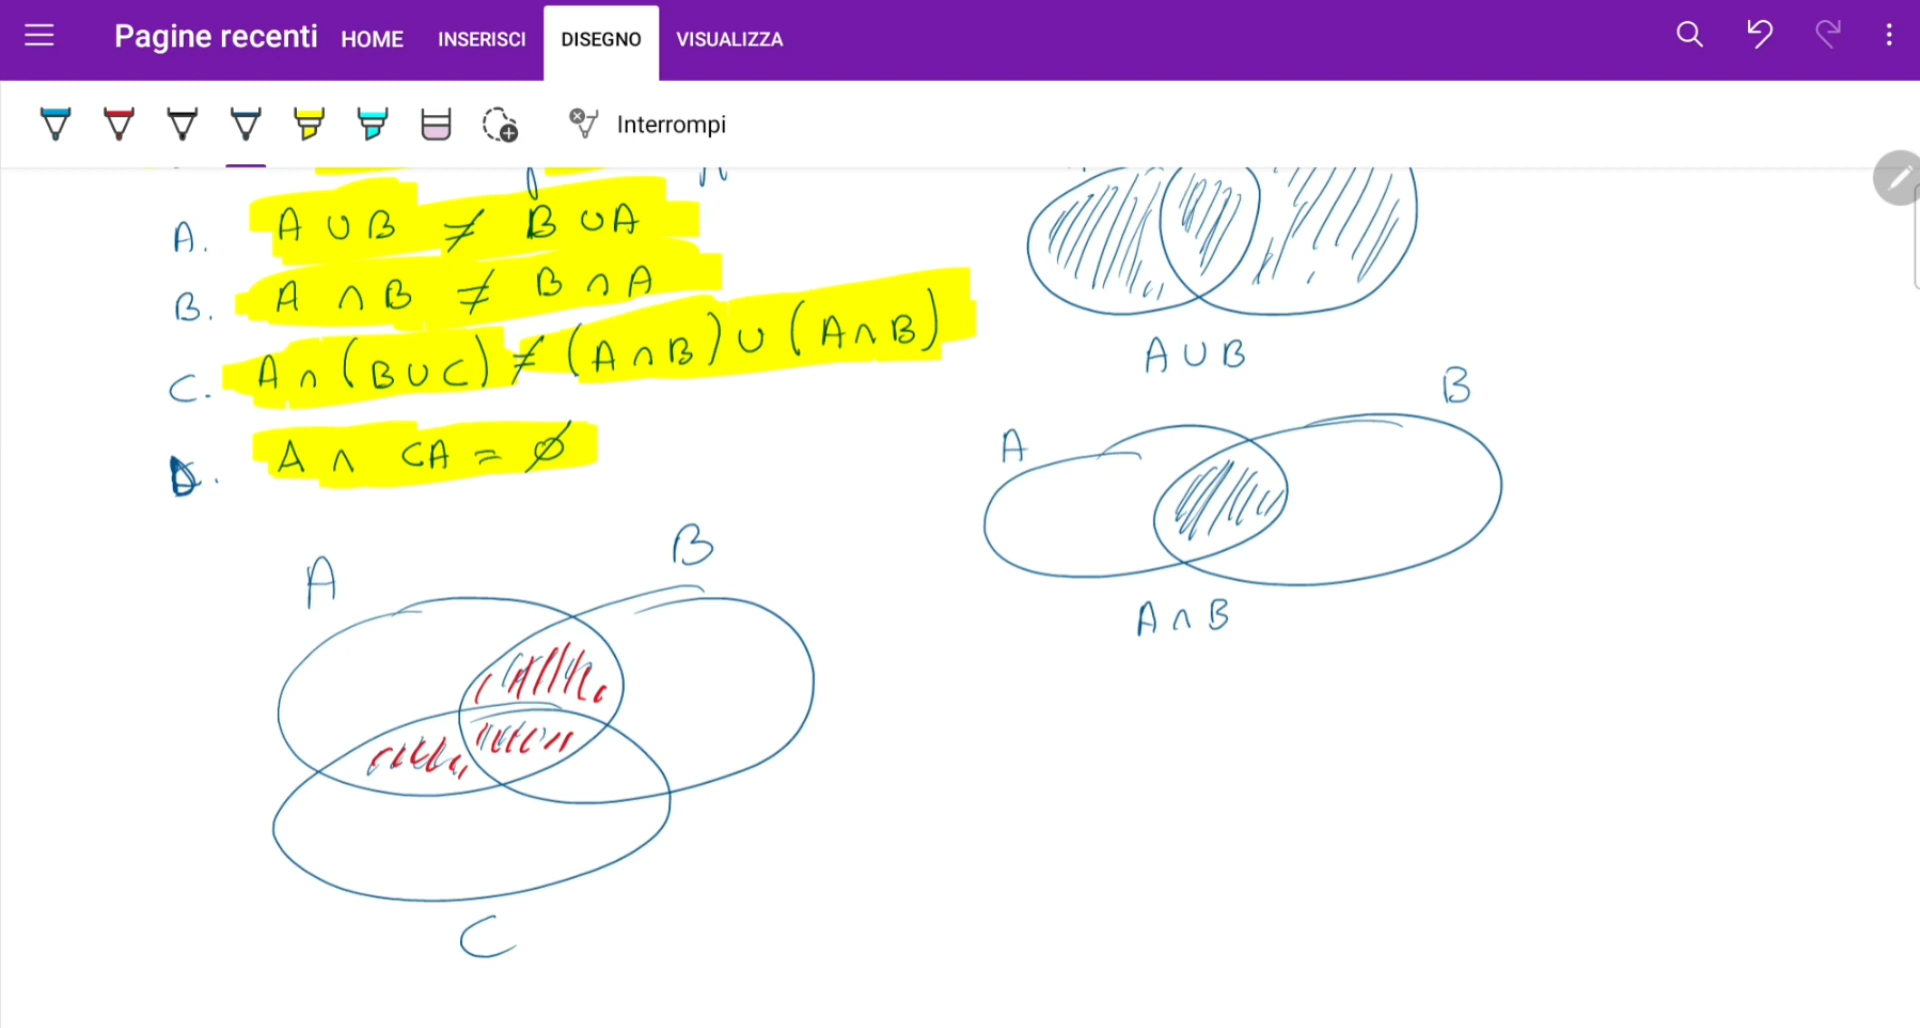 Pagine recenti HOME INSERISCI DISEGNO VISUALIZZA
Interrompi
A. A ∪ B ≠ B ∪ A
B. A ∩ B ≠ B ∩ A
C. A ∩ (B ∪ C) ≠ (A ∩ B) ∪ (A ∩ B)
D. A ∩ CA = ∅
A ∪ B
A B
A ∩ B
A B
C